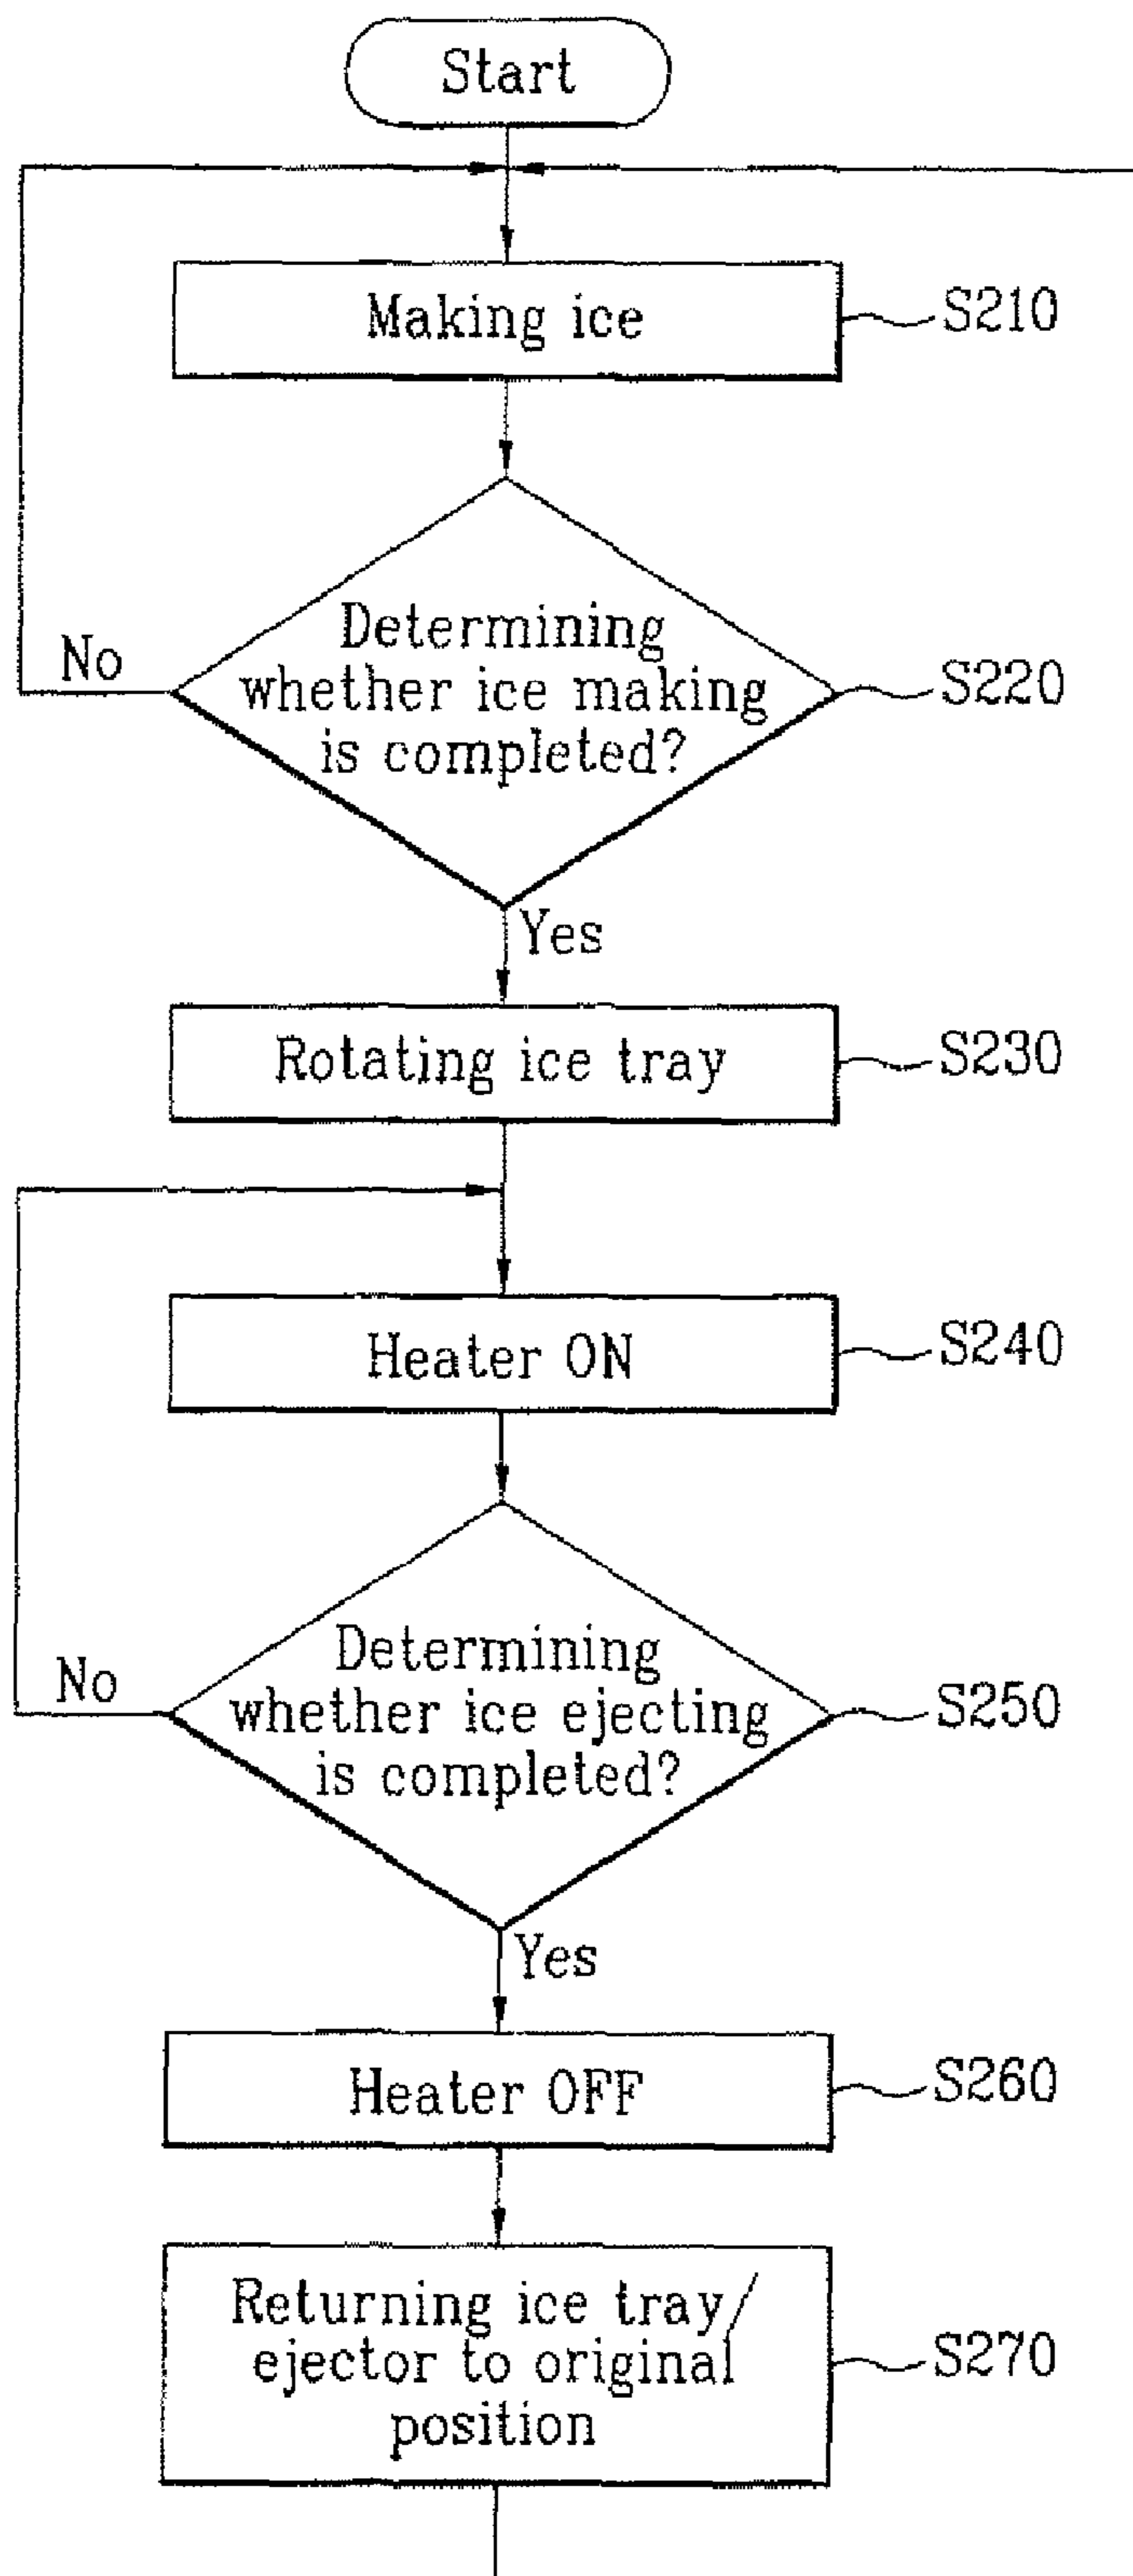 Start
Making ice
S210
Determining
whether ice making
is completed?
S220
No
Yes
Rotating ice tray
S230
Heater ON
S240
Determining
whether ice ejecting
is completed?
S250
No
Yes
Heater OFF
S260
Returning ice tray/
ejector to original
position
S270